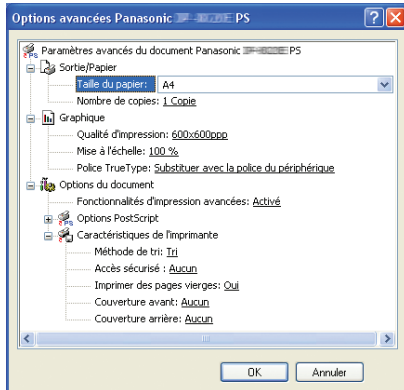 Options avancées Panasonic PS
Paramètres avancés du document Panasonic PS
Sortie/Papier
Taille du papier: A4
Nombre de copies: 1 Copie
Graphique
Qualité d'impression: 600x600ppp
Mise à l'échelle: 100 %
Police TrueType: Substituer avec la police du périphérique
Options du document
Fonctionnalités d'impression avancées: Activé
Options PostScript
Caractéristiques de l'imprimante
Méthode de tri: Tri
Accès sécurisé : Aucun
Imprimer des pages vierges: Oui
Couverture avant: Aucun
Couverture arrière: Aucun
OK Annuler